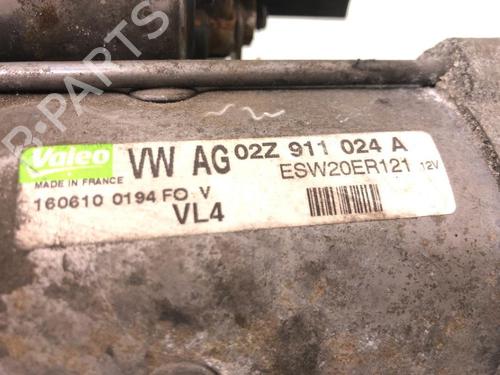 B-PARTS
Valeo VW AG 02Z 911 024 A
MADE IN FRANCE ESW20ER121 12V
160610 0194 FO V
VL4